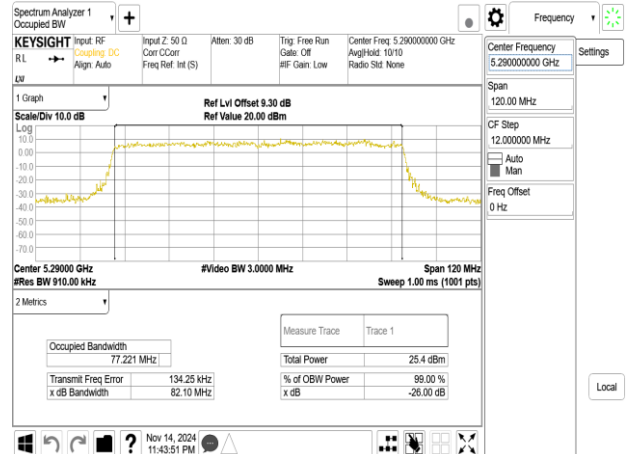 Spectrum Analyzer 1
Occupied BW
+
Frequency
KEYSIGHT
RL
Input: RF
Coupling: DC
Align: Auto
Input Z: 50 Ω
Corr CCorr
Freq Ref: Int (S)
Atten: 30 dB
Trig: Free Run
Gate: Off
#IF Gain: Low
Center Freq: 5.290000000 GHz
Avg|Hold: 10/10
Radio Std: None
Center Frequency
5.290000000 GHz
Settings
Span
120.00 MHz
CF Step
12.000000 MHz
Auto
Man
Freq Offset
0 Hz
Local
1 Graph
Scale/Div 10.0 dB
Ref Lvl Offset 9.30 dB
Ref Value 20.00 dBm
Log
10.0
0.00
-10.0
-20.0
-30.0
-40.0
-50.0
-60.0
-70.0
Center 5.29000 GHz
#Video BW 3.0000 MHz
Span 120 MHz
#Res BW 910.00 kHz
Sweep 1.00 ms (1001 pts)
2 Metrics
Measure Trace Trace 1
Occupied Bandwidth
77.221 MHz
Total Power 25.4 dBm
Transmit Freq Error 134.25 kHz
% of OBW Power 99.00 %
x dB Bandwidth 82.10 MHz
x dB -26.00 dB
?
Nov 14, 2024
11:43:51 PM